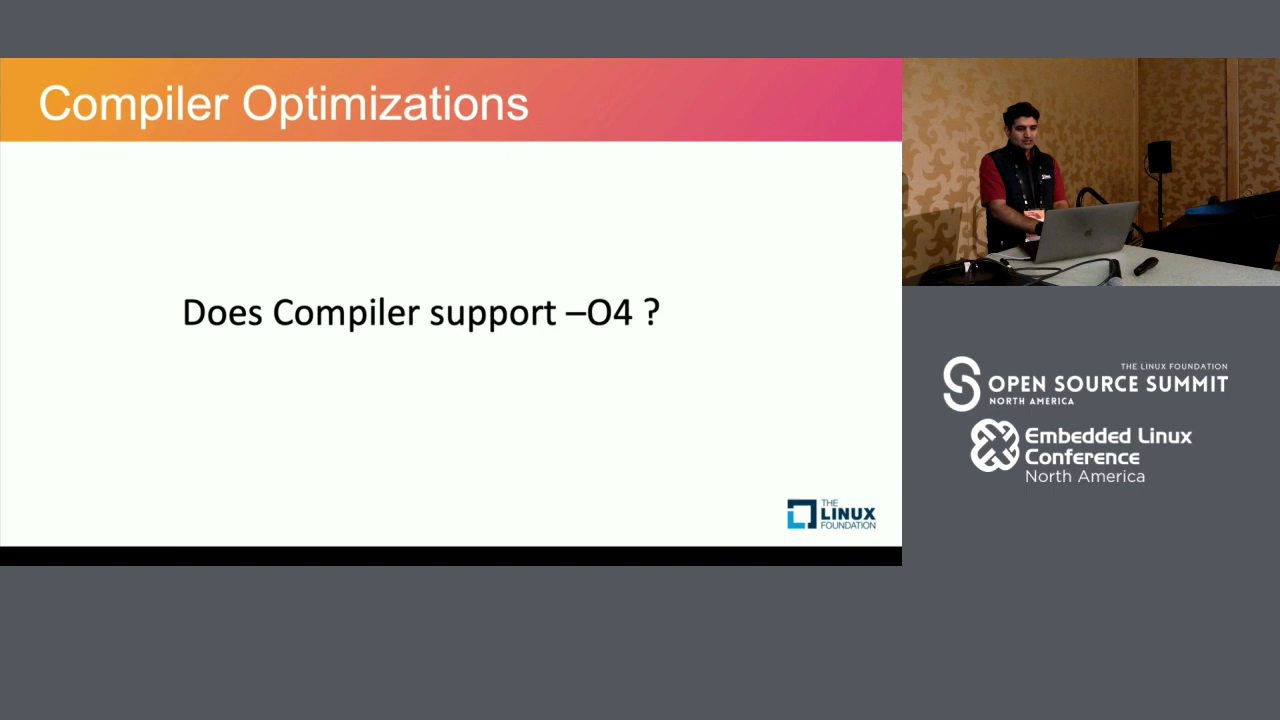 Compiler Optimizations
Does Compiler support –O4 ?
THE
LINUX
FOUNDATION
THE LINUX FOUNDATION
OPEN SOURCE SUMMIT
NORTH AMERICA
Embedded Linux
Conference
North America